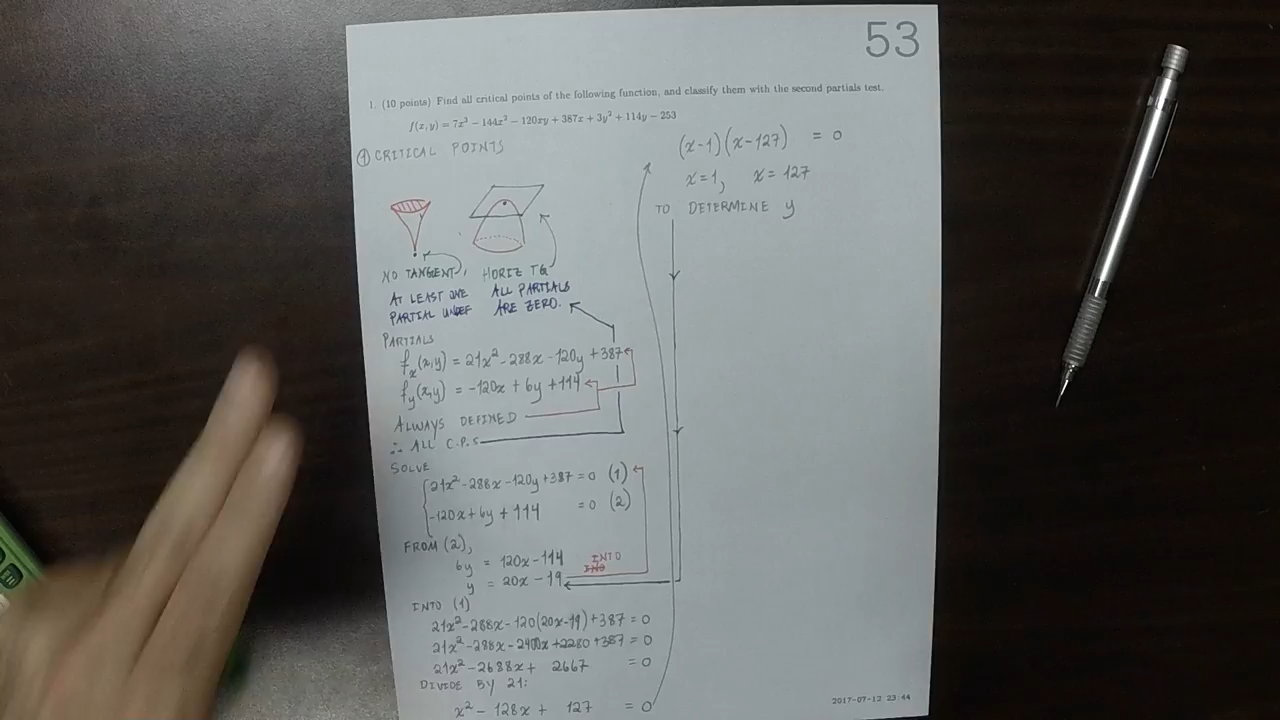 53
1. (10 points) Find all critical points of the following function, and classify them with the second partials test.
f(x, y) = 7x³ − 144x² − 120xy + 387x + 3y² + 114y − 253
① CRITICAL POINTS
NO TANGENT, HORIZ TG
AT LEAST ONE ALL PARTIALS
PARTIAL UNDEF ARE ZERO.
PARTIALS
fx(x,y) = 21x² - 288x - 120y + 387
fy(x,y) = -120x + 6y + 114
ALWAYS DEFINED
∴ ALL C.P.S
SOLVE
21x² - 288x - 120y + 387 = 0 (1)
-120x + 6y + 114 = 0 (2)
FROM (2),
6y = 120x - 114
y = 20x - 19
INTO
INTO (1)
21x² - 288x - 120(20x - 19) + 387 = 0
21x² - 288x - 2400x + 2280 + 387 = 0
21x² - 2688x + 2667 = 0
DIVIDE BY 21:
x² - 128x + 127 = 0
(x-1)(x-127) = 0
x=1, x=127
TO DETERMINE y
2017-07-12 23:44